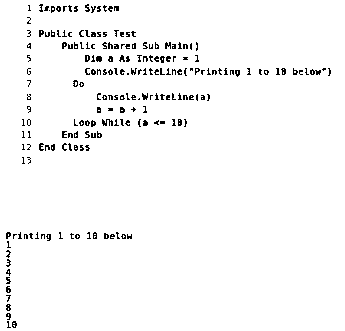 1 Imports System
2
3 Public Class Test
4 Public Shared Sub Main()
5 Dim a As Integer = 1
6 Console.WriteLine("Printing 1 to 10 below")
7 Do
8 Console.WriteLine(a)
9 a = a + 1
10 Loop While (a <= 10)
11 End Sub
12 End Class
13
Printing 1 to 10 below
1
2
3
4
5
6
7
8
9
10